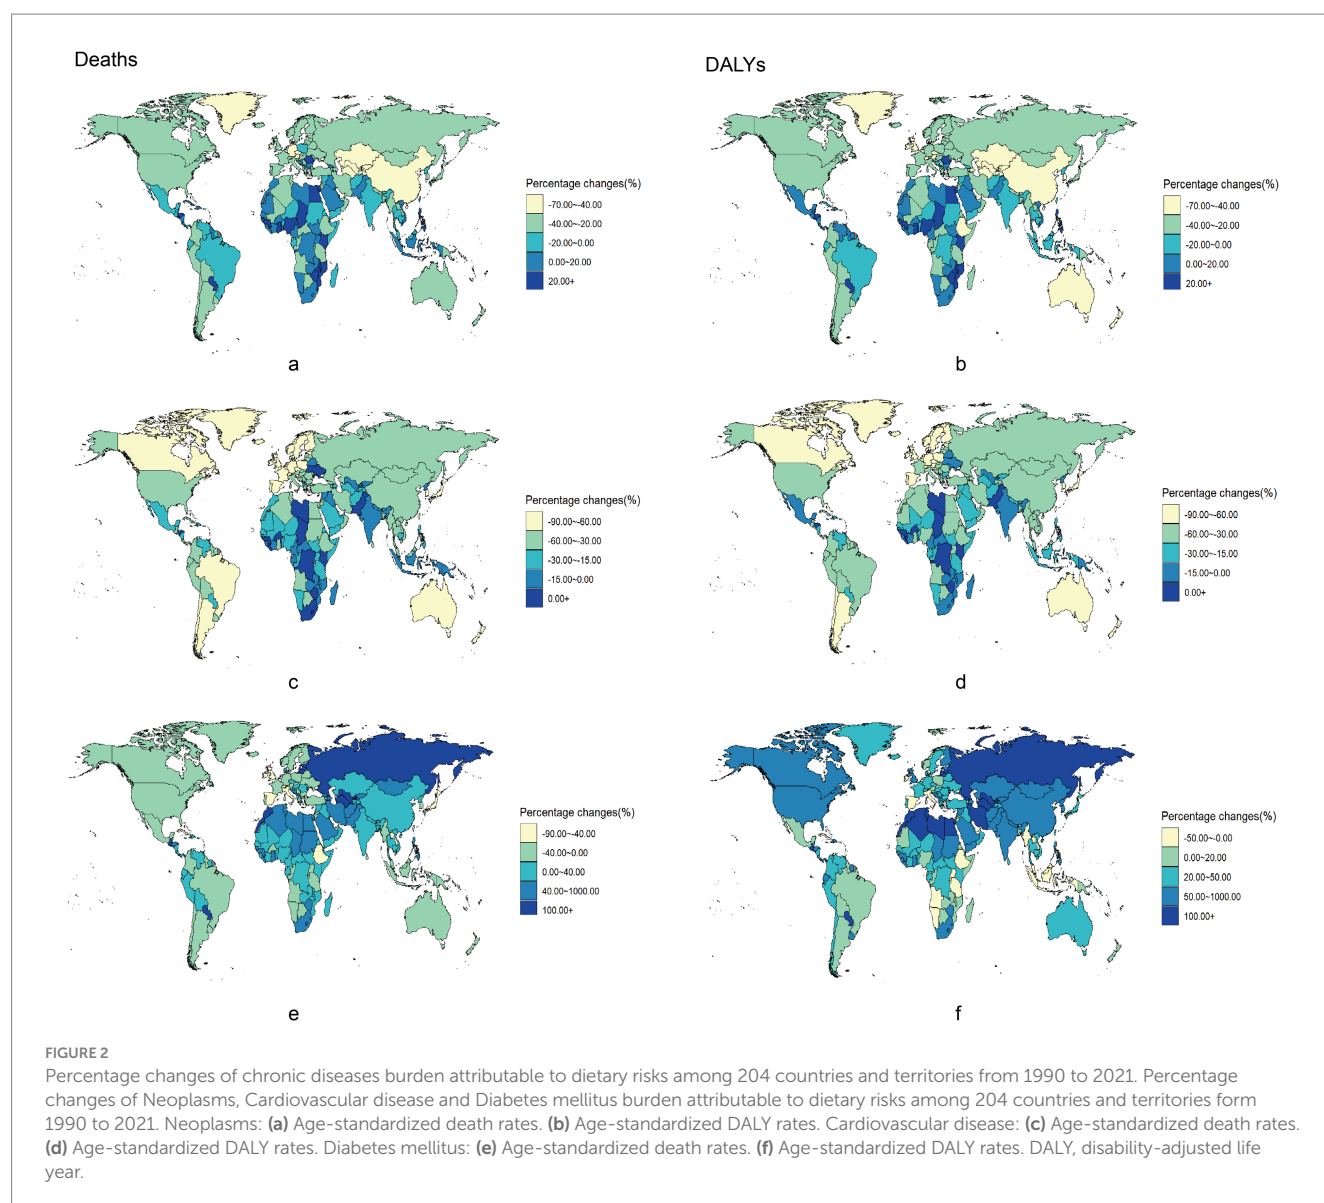 Deaths
DALYs
Percentage changes(%)
-70.00~-40.00
-40.00~-20.00
-20.00~0.00
0.00~20.00
20.00+
a
Percentage changes(%)
-70.00~-40.00
-40.00~-20.00
-20.00~0.00
0.00~20.00
20.00+
b
Percentage changes(%)
-90.00~-60.00
-60.00~-30.00
-30.00~-15.00
-15.00~0.00
0.00+
c
Percentage changes(%)
-90.00~-60.00
-60.00~-30.00
-30.00~-15.00
-15.00~0.00
0.00+
d
Percentage changes(%)
-90.00~-40.00
-40.00~0.00
0.00~40.00
40.00~1000.00
100.00+
e
Percentage changes(%)
-50.00~-0.00
0.00~20.00
20.00~50.00
50.00~1000.00
100.00+
f
FIGURE 2
Percentage changes of chronic diseases burden attributable to dietary risks among 204 countries and territories from 1990 to 2021. Percentage
changes of Neoplasms, Cardiovascular disease and Diabetes mellitus burden attributable to dietary risks among 204 countries and territories form
1990 to 2021. Neoplasms: (a) Age-standardized death rates. (b) Age-standardized DALY rates. Cardiovascular disease: (c) Age-standardized death rates.
(d) Age-standardized DALY rates. Diabetes mellitus: (e) Age-standardized death rates. (f) Age-standardized DALY rates. DALY, disability-adjusted life
year.